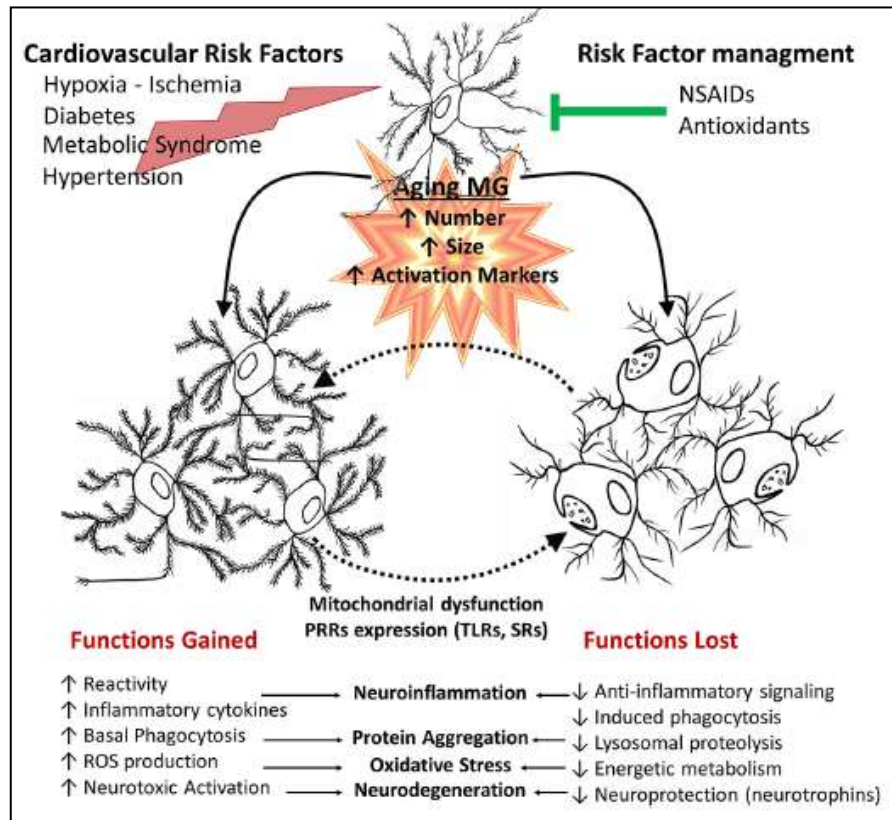 Cardiovascular Risk Factors
Hypoxia - Ischemia
Diabetes
Metabolic Syndrome
Hypertension
Risk Factor managment
NSAIDs
Antioxidants
Aging MG
↑ Number
↑ Size
↑ Activation Markers
Mitochondrial dysfunction
PRRs expression (TLRs, SRs)
Functions Gained
Functions Lost
↑ Reactivity
↑ Inflammatory cytokines
↑ Basal Phagocytosis
↑ ROS production
↑ Neurotoxic Activation
Neuroinflammation
Protein Aggregation
Oxidative Stress
Neurodegeneration
↓ Anti-inflammatory signaling
↓ Induced phagocytosis
↓ Lysosomal proteolysis
↓ Energetic metabolism
↓ Neuroprotection (neurotrophins)